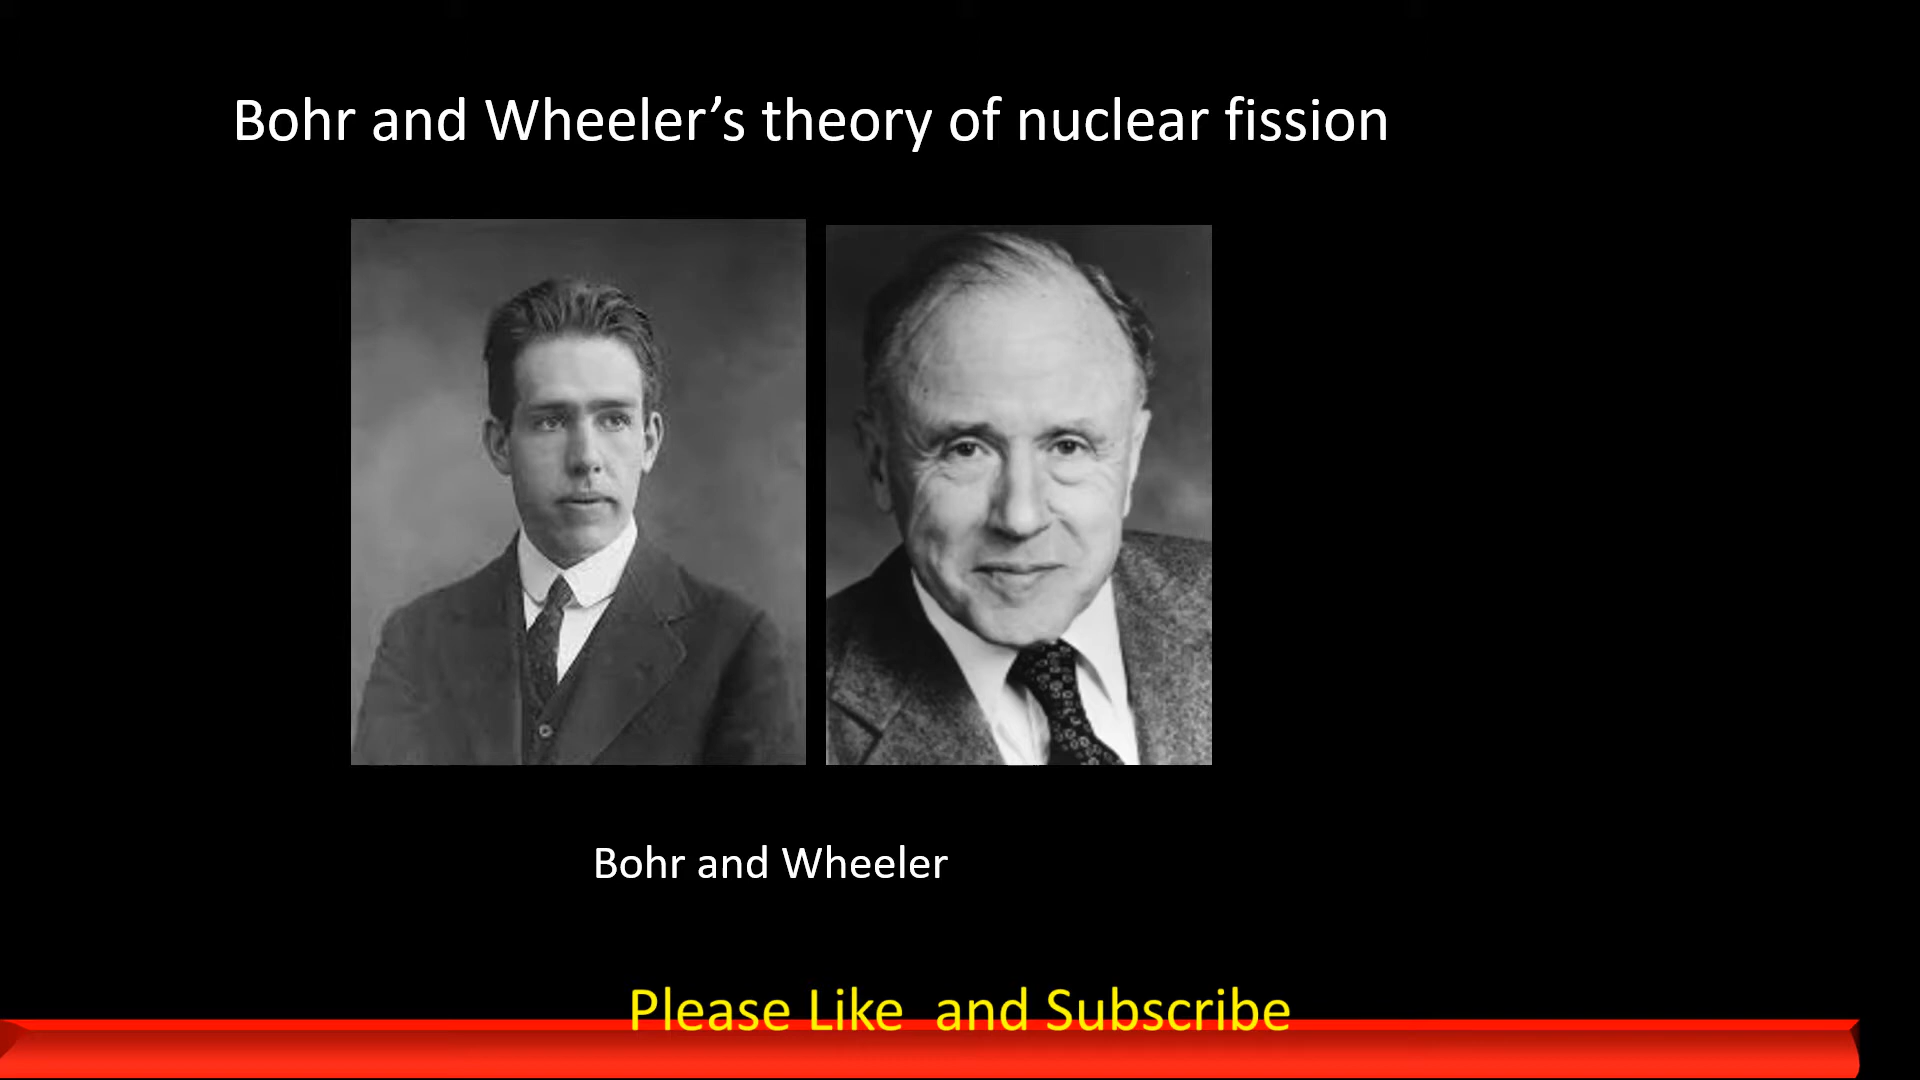 Bohr and Wheeler’s theory of nuclear fission
Bohr and Wheeler
Please Like  and Subscribe